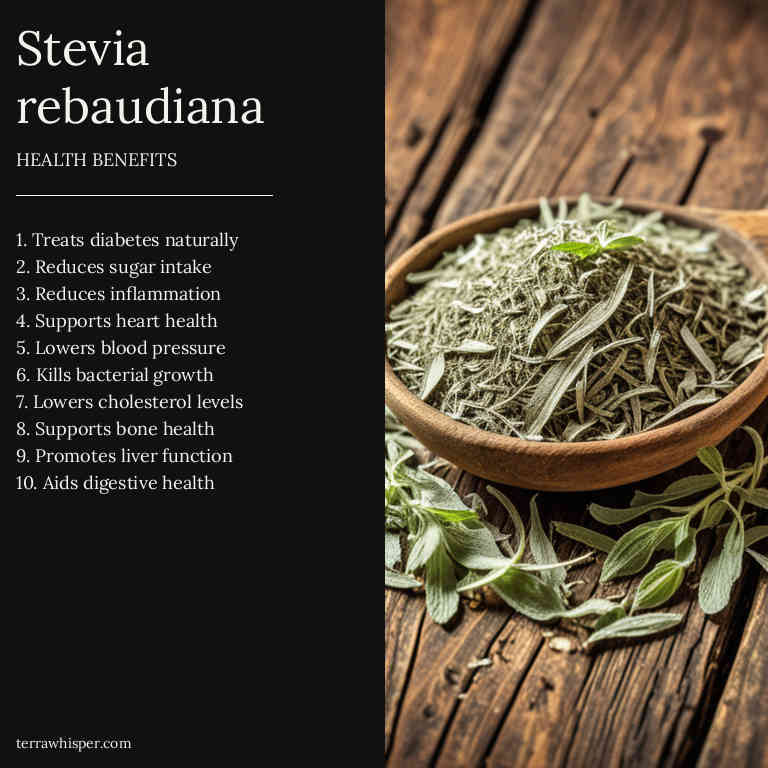 Stevia
rebaudiana
HEALTH BENEFITS
1. Treats diabetes naturally
2. Reduces sugar intake
3. Reduces inflammation
4. Supports heart health
5. Lowers blood pressure
6. Kills bacterial growth
7. Lowers cholesterol levels
8. Supports bone health
9. Promotes liver function
10. Aids digestive health
terrawhisper.com